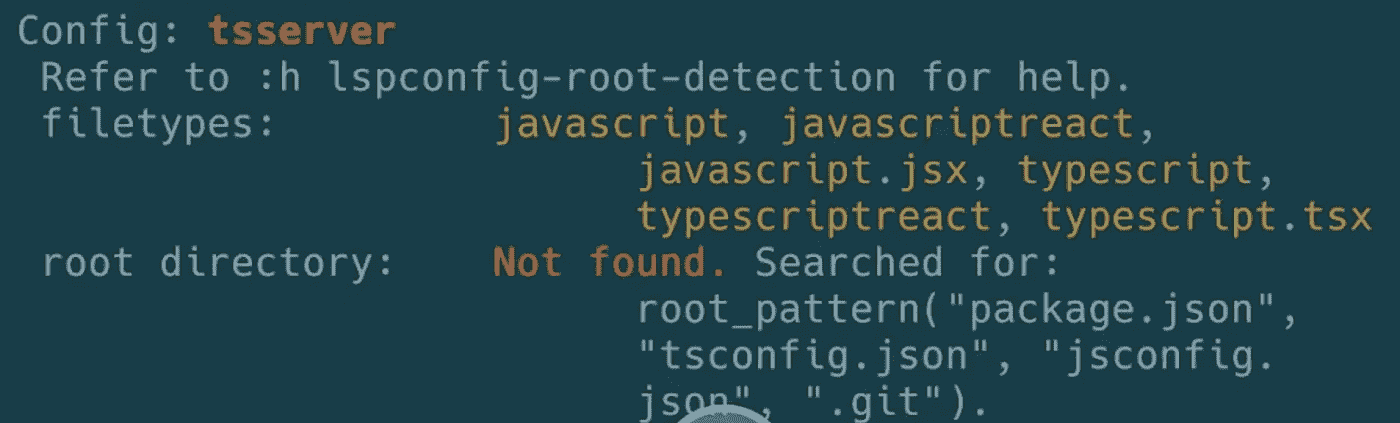 Config: tsserver
Refer to :h lspconfig-root-detection for help.
filetypes: javascript, javascriptreact,
javascript.jsx, typescript,
typescriptreact, typescript.tsx
root directory: Not found. Searched for:
root_pattern("package.json",
"tsconfig.json", "jsconfig.
json", ".git").